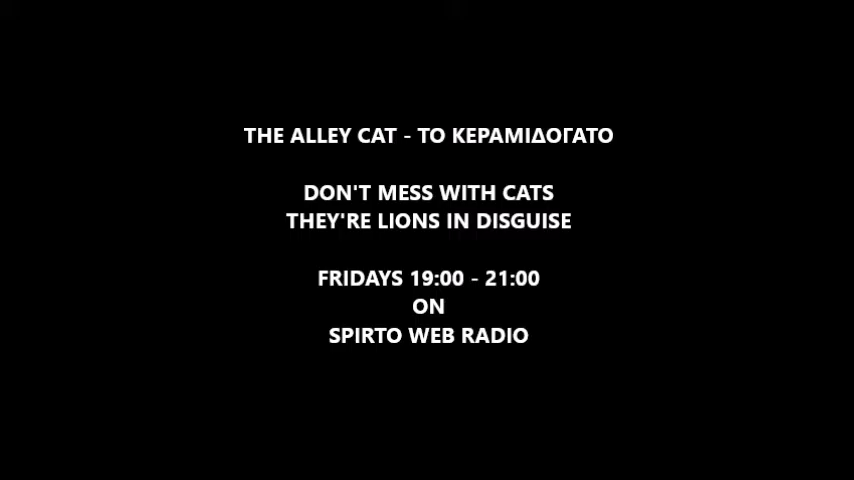 THE ALLEY CAT - ΤΟ ΚΕΡΑΜΙΔΟΓΑΤΟ
DON'T MESS WITH CATS
THEY'RE LIONS IN DISGUISE
FRIDAYS 19:00 - 21:00
ON
SPIRTO WEB RADIO